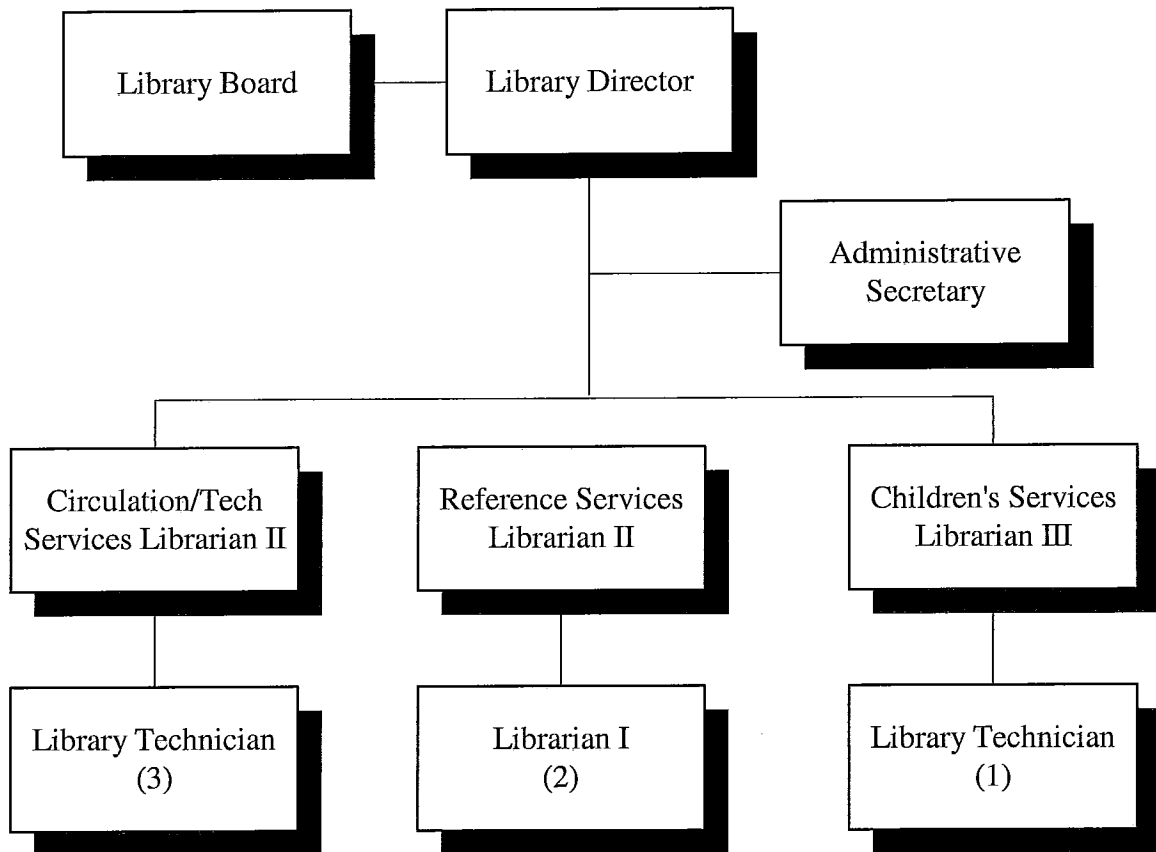 Library Board
Library Director
Administrative
Secretary
Circulation/Tech
Services Librarian II
Reference Services
Librarian II
Children's Services
Librarian III
Library Technician
(3)
Librarian I
(2)
Library Technician
(1)